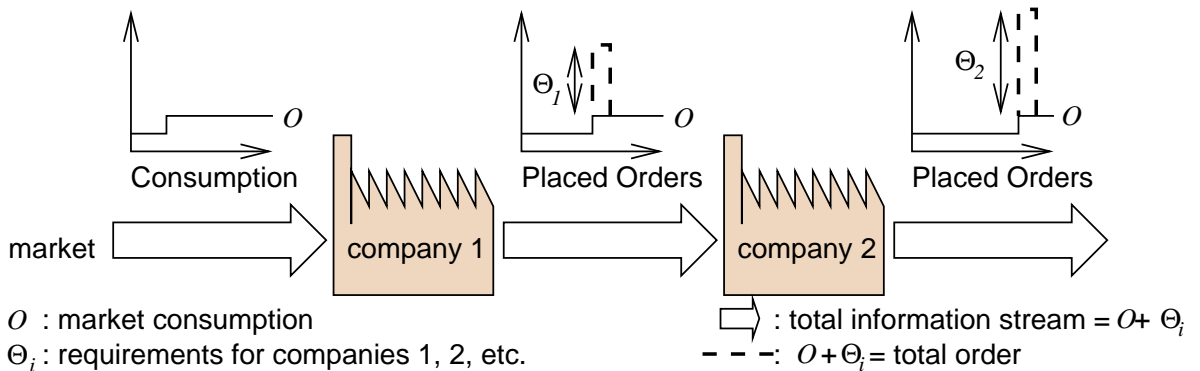 Θ1
Θ2
O
O
O
Consumption
Placed Orders
Placed Orders
market
company 1
company 2
O : market consumption
: total information stream = O+ Θi
Θi : requirements for companies 1, 2, etc.
: O+Θi = total order